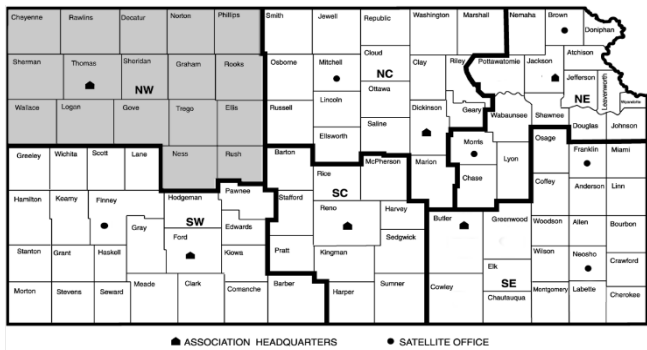 Cheyenne Rawlins Decatur Norton Phillips Smith Jewell Republic Washington Marshall Nemaha Brown Doniphan
Sherman Thomas Sheridan Graham Rooks Osborne Mitchell Cloud Clay Riley Pottawatomie Jackson Atchison
NW NC Jefferson Leavenworth
NE
Wallace Logan Gove Trego Ellis Russell Lincoln Ottawa Dickinson Geary Wabaunsee Shawnee
Ellsworth Saline Morris Douglas Johnson
Greeley Wichita Scott Lane Ness Rush Barton Rice McPherson Marion Chase Lyon Osage Franklin Miami
SC
Hamilton Kearny Finney Hodgeman Pawnee Stafford Reno Harvey Butler Greenwood Coffey Anderson Linn
SW
Gray Ford Edwards Sedgwick Woodson Allen Bourbon
Stanton Grant Haskell Kiowa Pratt Kingman Elk Wilson Neosho Crawford
SE
Morton Stevens Seward Meade Clark Comanche Barber Harper Sumner Cowley Chautauqua Montgomery Labette Cherokee
ASSOCIATION HEADQUARTERS SATELLITE OFFICE